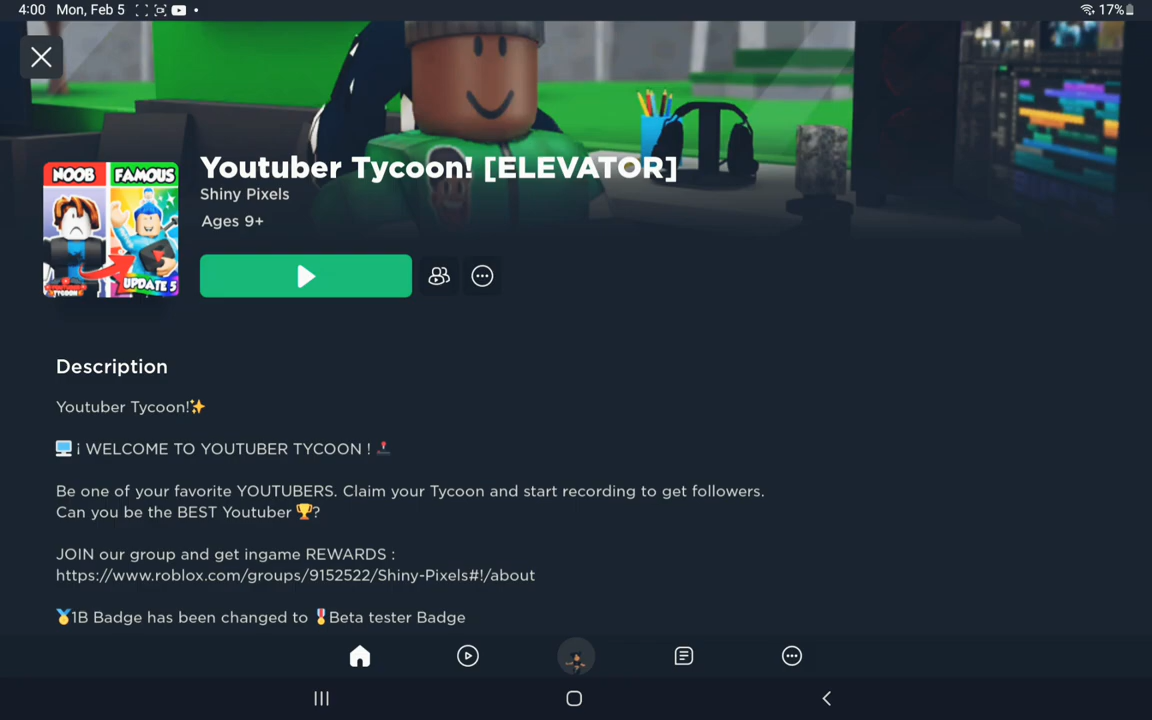 4:00 Mon, Feb 5
17%
Youtuber Tycoon! [ELEVATOR]
Shiny Pixels
Ages 9+
NOOB FAMOUS
UPDATE 5
Description
Youtuber Tycoon!✨
🖥️ ¡ WELCOME TO YOUTUBER TYCOON ! 🕹️
Be one of your favorite YOUTUBERS. Claim your Tycoon and start recording to get followers.
Can you be the BEST Youtuber 🏆?
JOIN our group and get ingame REWARDS :
https://www.roblox.com/groups/9152522/Shiny-Pixels#!/about
🏅1B Badge has been changed to 🎖️Beta tester Badge